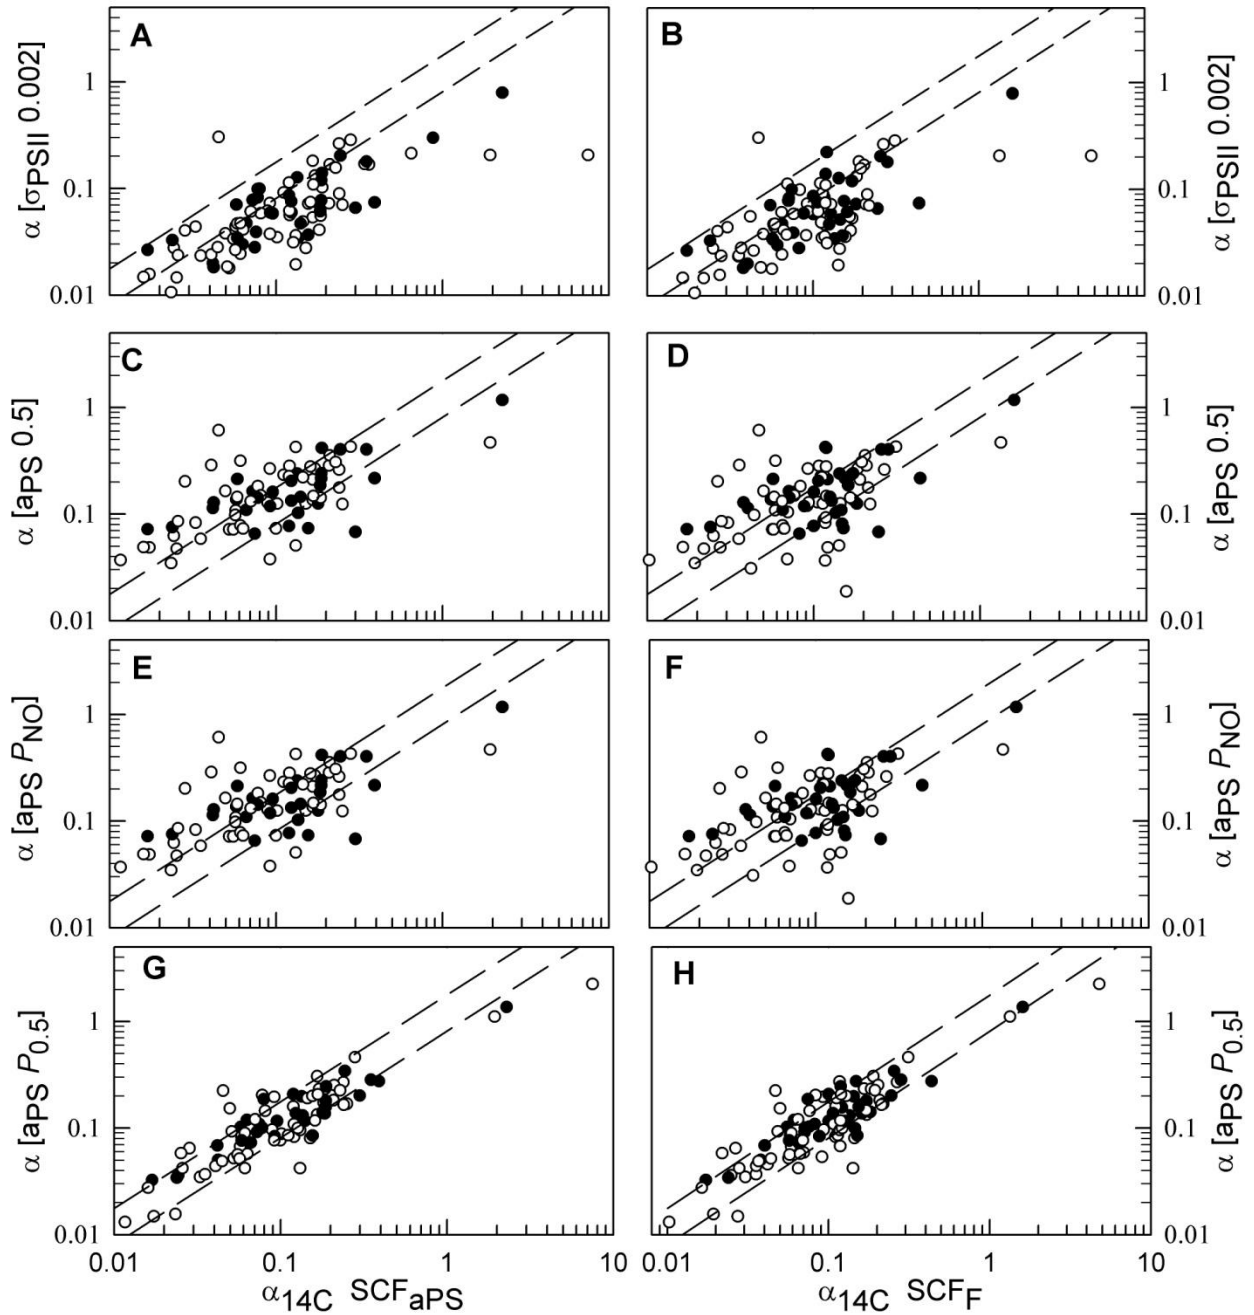 A
B
α [σPSII 0.002]
1
0.1
0.01
1
0.1
0.01
α [σPSII 0.002]
C
D
α [aPS 0.5]
1
0.1
0.01
1
0.1
0.01
α [aPS 0.5]
E
F
α [aPS PNO]
1
0.1
0.01
1
0.1
0.01
α [aPS PNO]
G
H
α [aPS P0.5]
1
0.1
0.01
1
0.1
0.01
α [aPS P0.5]
0.01 0.1 1 10
0.01 0.1 1 10
α14C SCFaPS
α14C SCFF